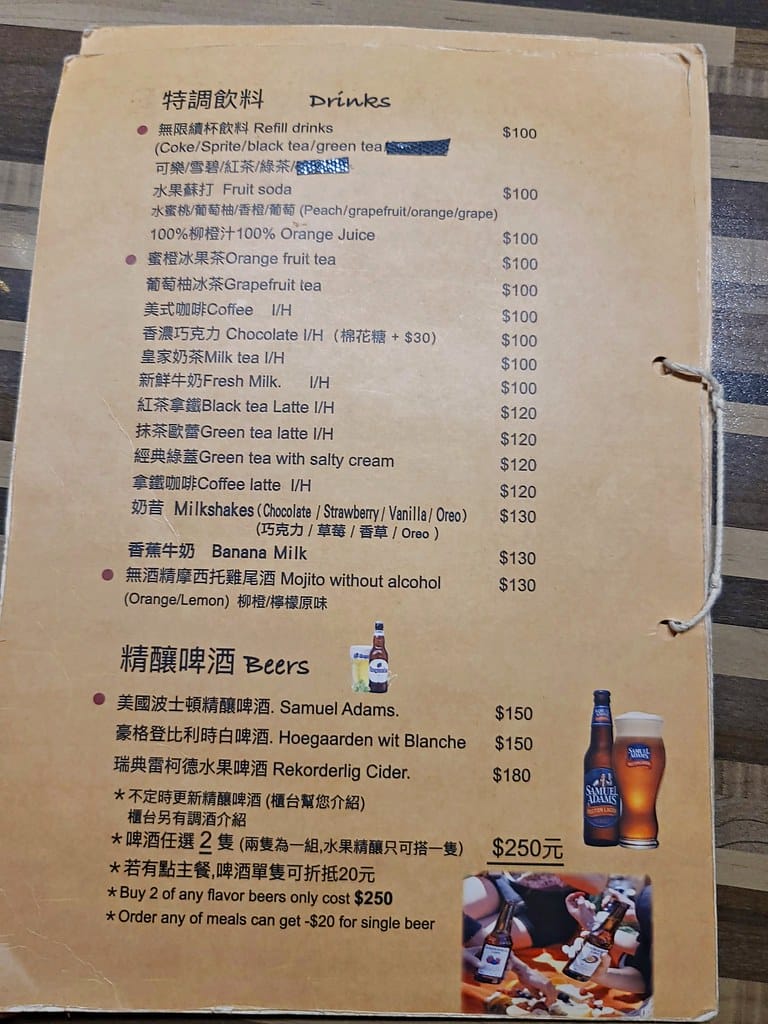 特調飲料 Drinks
無限續杯飲料 Refill drinks $100
(Coke/Sprite/black tea/green tea
可樂/雪碧/紅茶/綠茶/
水果蘇打 Fruit soda $100
水蜜桃/葡萄柚/香橙/葡萄 (Peach/grapefruit/orange/grape)
100%柳橙汁100% Orange Juice $100
蜜橙冰果茶Orange fruit tea $100
葡萄柚冰茶Grapefruit tea $100
美式咖啡Coffee I/H $100
香濃巧克力 Chocolate I/H (棉花糖 + $30) $100
皇家奶茶Milk tea I/H $100
新鮮牛奶Fresh Milk. I/H $100
紅茶拿鐵Black tea Latte I/H $120
抹茶歐蕾Green tea latte I/H $120
經典綠蓋Green tea with salty cream $120
拿鐵咖啡Coffee latte I/H $120
奶昔 Milkshakes (Chocolate / Strawberry / Vanilla / Oreo) $130
(巧克力 / 草莓 / 香草 / Oreo )
香蕉牛奶 Banana Milk $130
無酒精摩西托雞尾酒 Mojito without alcohol $130
(Orange/Lemon) 柳橙/檸檬原味
精釀啤酒 Beers
美國波士頓精釀啤酒. Samuel Adams. $150
豪格登比利時白啤酒. Hoegaarden wit Blanche $150
瑞典雷柯德水果啤酒 Rekorderlig Cider. $180
*不定時更新精釀啤酒 (櫃台幫您介紹)
櫃台另有調酒介紹
*啤酒任選 2 隻 (兩隻為一組,水果精釀只可搭一隻) $250元
*若有點主餐,啤酒單隻可折抵20元
*Buy 2 of any flavor beers only cost $250
*Order any of meals can get -$20 for single beer
SAMUEL ADAMS
BOSTON LAGER
SAMUEL ADAMS